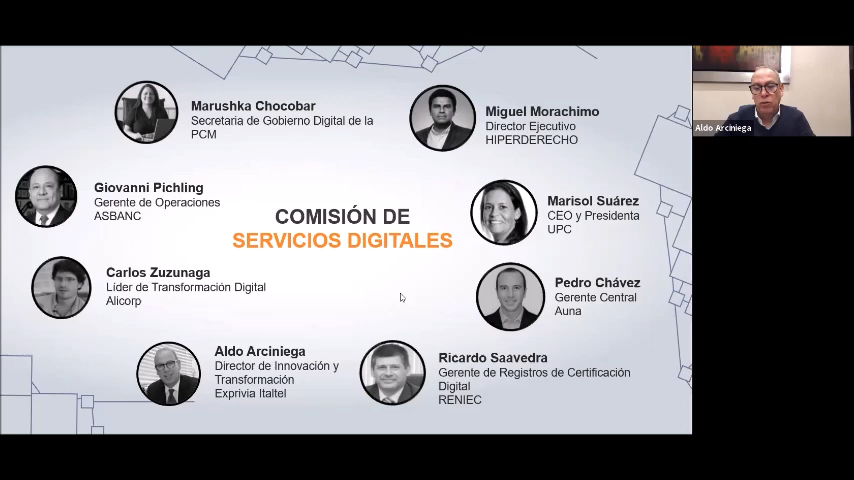 Marushka Chocobar
Secretaria de Gobierno Digital de la
PCM
Miguel Morachimo
Director Ejecutivo
HIPERDERECHO
Giovanni Pichling
Gerente de Operaciones
ASBANC
COMISIÓN DE
SERVICIOS DIGITALES
Marisol Suárez
CEO y Presidenta
UPC
Carlos Zuzunaga
Líder de Transformación Digital
Alicorp
Pedro Chávez
Gerente Central
Auna
Aldo Arciniega
Director de Innovación y
Transformación
Exprivia Italtel
Ricardo Saavedra
Gerente de Registros de Certificación
Digital
RENIEC
Aldo Arciniega